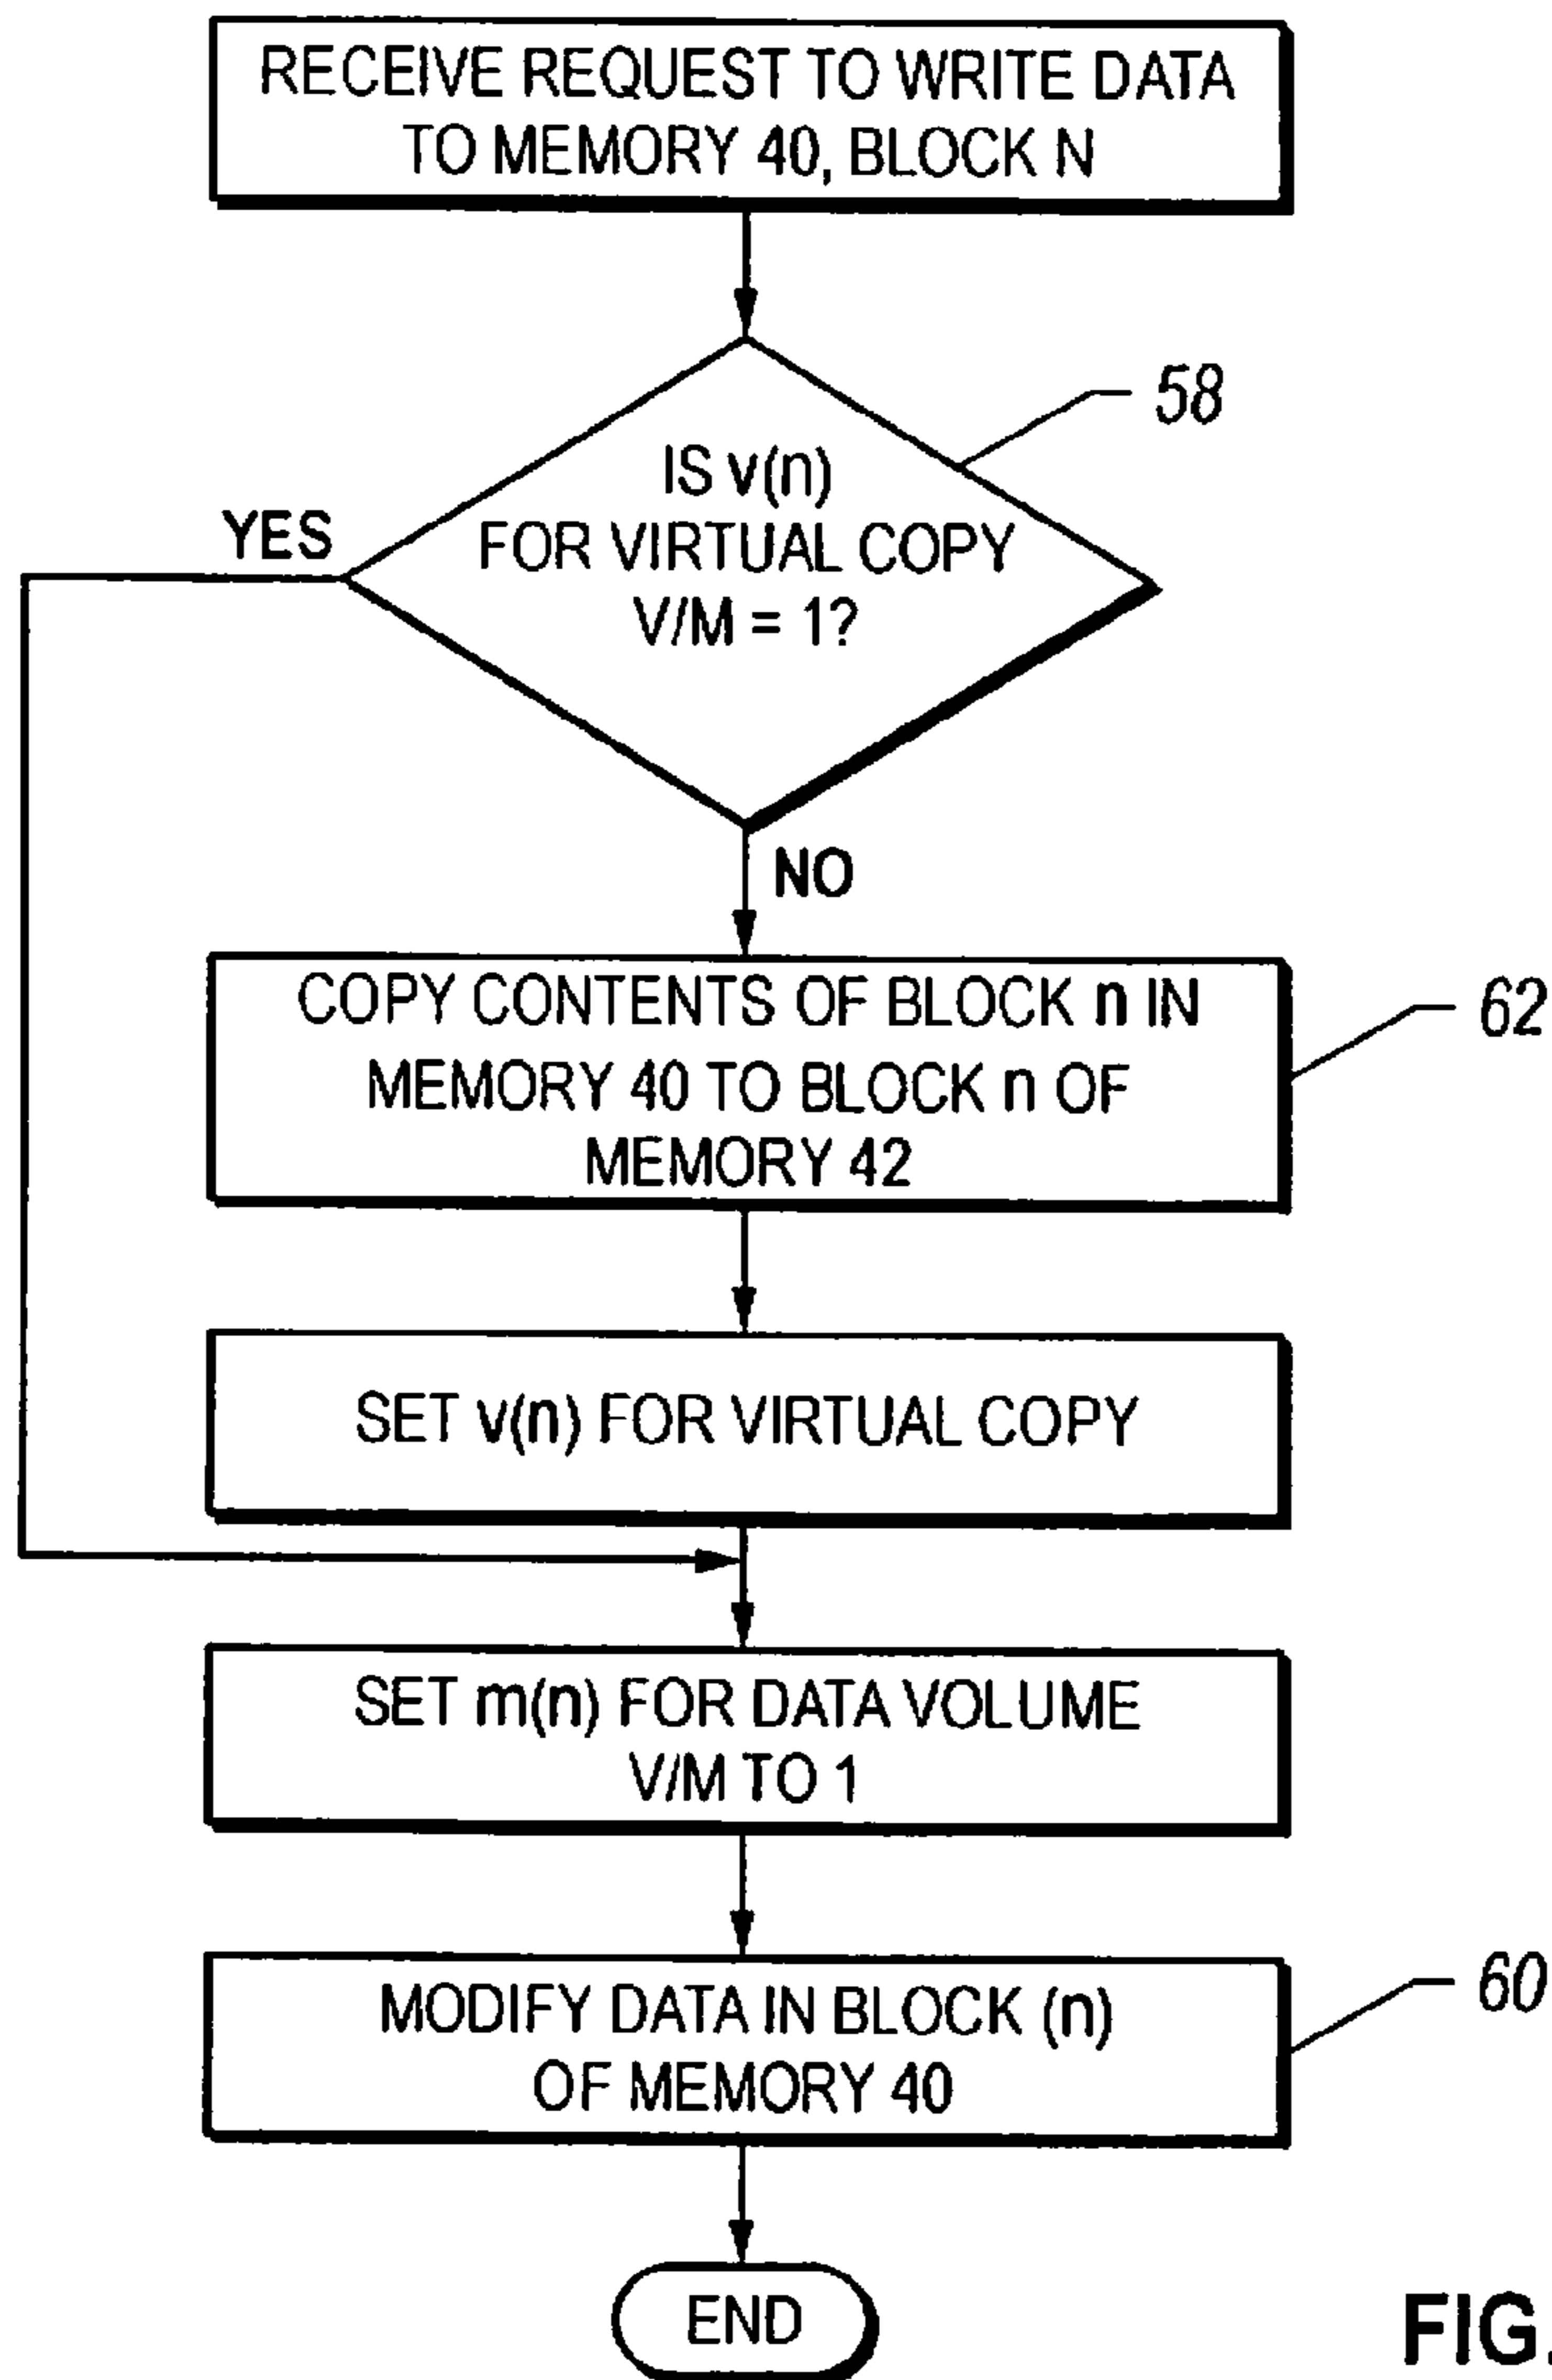 RECEIVE REQUEST TO WRITE DATA
TO MEMORY 40, BLOCK N
58
IS v(n)
FOR VIRTUAL COPY
V/M = 1?
YES
NO
COPY CONTENTS OF BLOCK n IN
MEMORY 40 TO BLOCK n OF
MEMORY 42
62
SET v(n) FOR VIRTUAL COPY
SET m(n) FOR DATA VOLUME
V/M TO 1
MODIFY DATA IN BLOCK (n)
OF MEMORY 40
60
END
FIG.